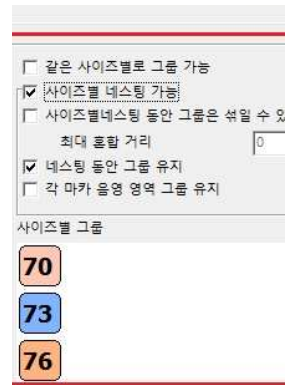 같은 사이즈별로 그룹 가능
사이즈별 네스팅 가능
사이즈별네스팅 동안 그룹은 섞일 수 있
최대 혼합 거리 0
네스팅 동안 그룹 유지
각 마카 음영 영역 그룹 유지
사이즈별 그룹
70
73
76